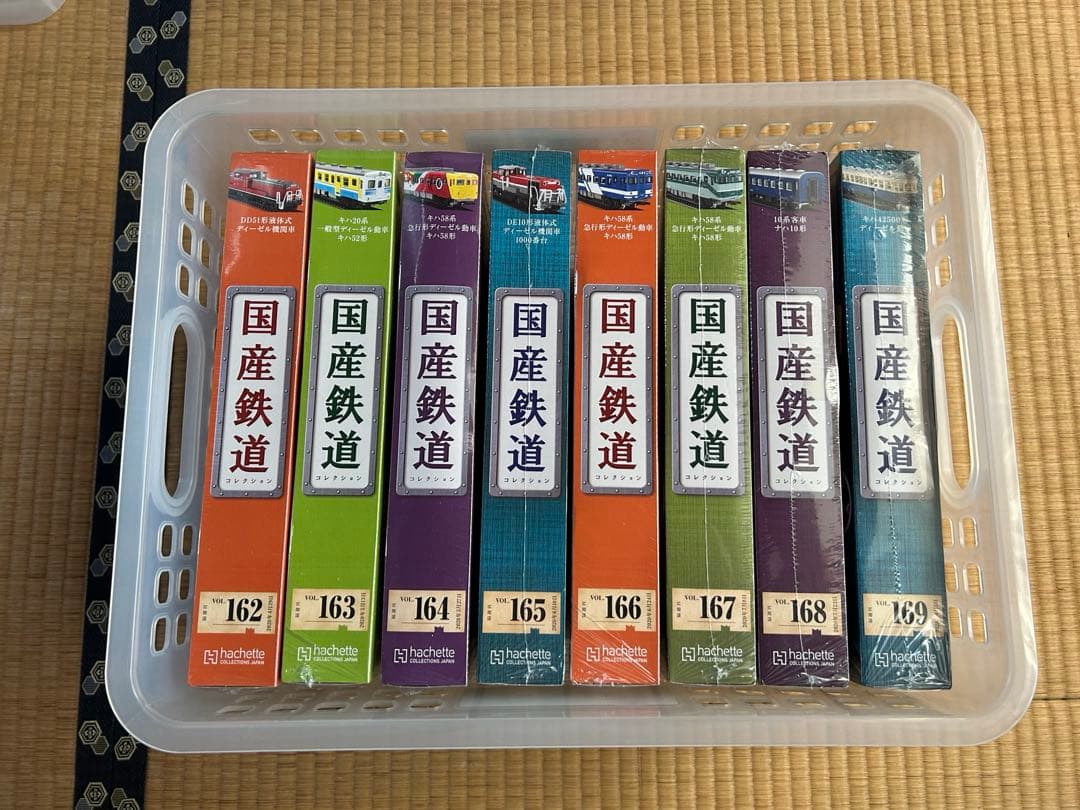 DD51形液体式
ディーゼル機関車
国産鉄道
コレクション
VOL. 162
hachette
COLLECTIONS JAPAN
キハ20系
一般型ディーゼル動車
キハ52形
国産鉄道
コレクション
VOL. 163
hachette
COLLECTIONS JAPAN
キハ58系
急行形ディーゼル動車
キハ58形
国産鉄道
コレクション
VOL. 164
hachette
COLLECTIONS JAPAN
DE10形液体式
ディーゼル機関車
1000番台
国産鉄道
コレクション
VOL. 165
hachette
COLLECTIONS JAPAN
キハ58系
急行形ディーゼル動車
キハ58形
国産鉄道
コレクション
VOL. 166
hachette
COLLECTIONS JAPAN
キハ58系
急行形ディーゼル動車
キハ58形
国産鉄道
コレクション
VOL. 167
hachette
COLLECTIONS JAPAN
10系客車
ナハ10形
国産鉄道
コレクション
VOL. 168
hachette
COLLECTIONS JAPAN
キハ42500
国産鉄道
コレクション
VOL. 169
hachette
COLLECTIONS JAPAN